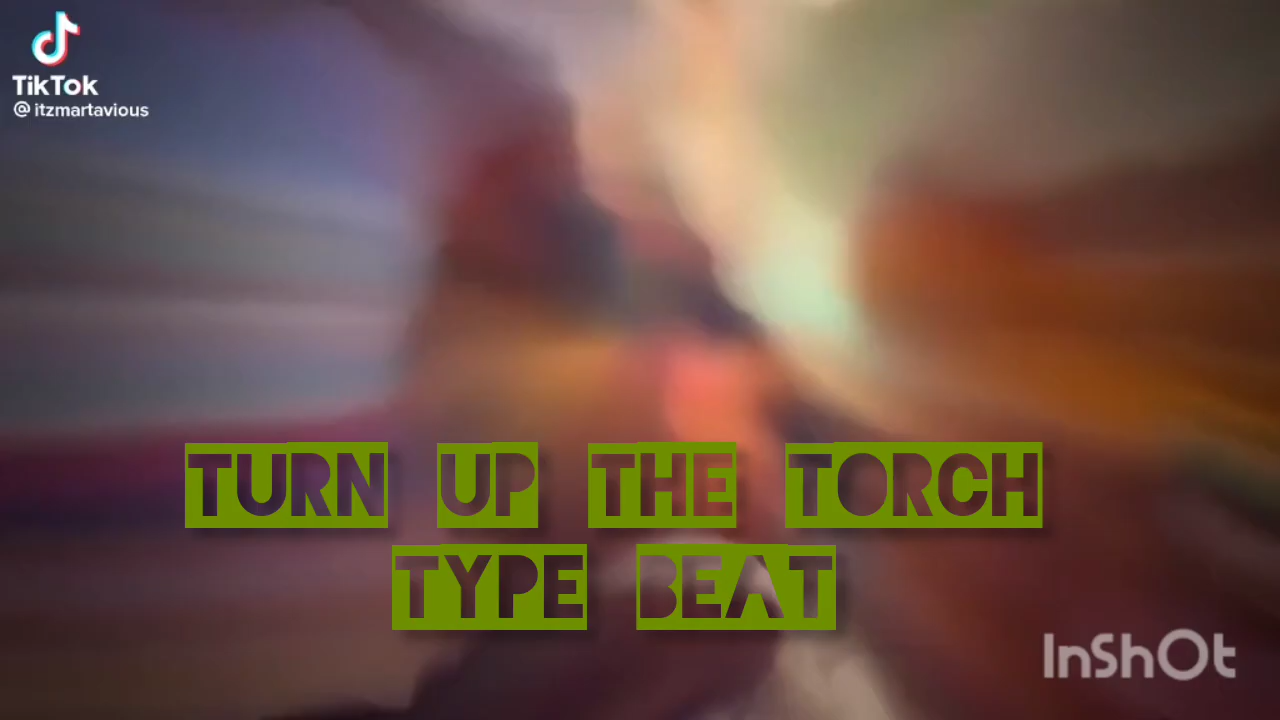 TikTok
@itzmartavious
TURN UP THE TORCH
TYPE BEAT
InShOt